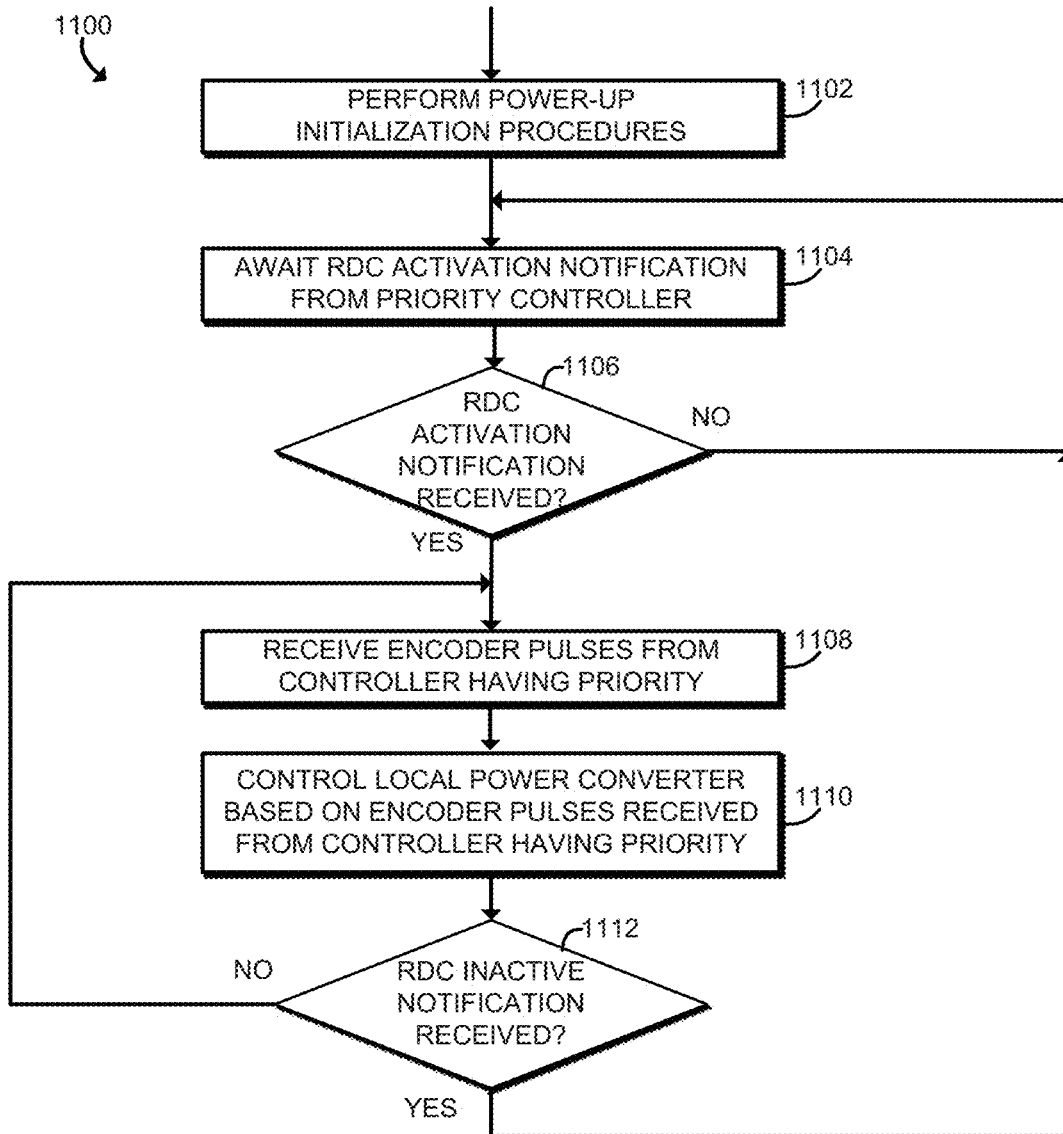 1100
PERFORM POWER-UP
INITIALIZATION PROCEDURES
1102
AWAIT RDC ACTIVATION NOTIFICATION
FROM PRIORITY CONTROLLER
1104
1106
RDC
ACTIVATION
NOTIFICATION
RECEIVED?
NO
YES
RECEIVE ENCODER PULSES FROM
CONTROLLER HAVING PRIORITY
1108
CONTROL LOCAL POWER CONVERTER
BASED ON ENCODER PULSES RECEIVED
FROM CONTROLLER HAVING PRIORITY
1110
1112
NO
RDC INACTIVE
NOTIFICATION
RECEIVED?
YES